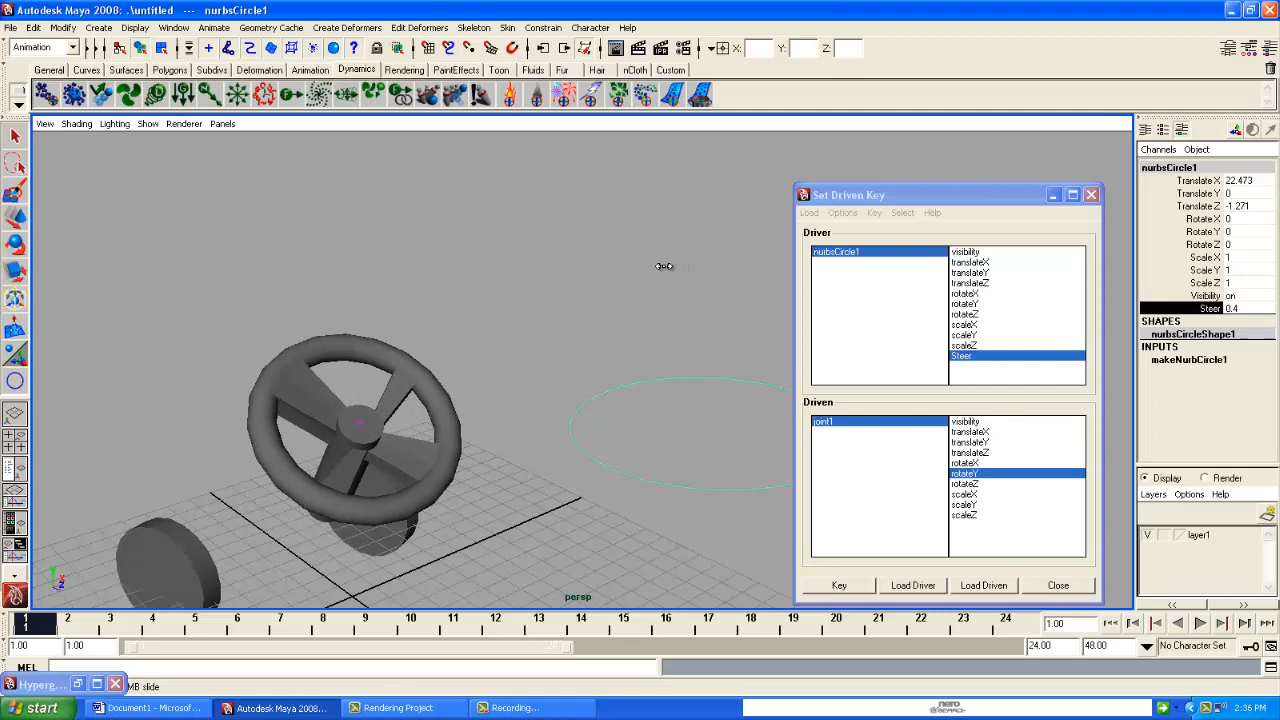 Autodesk Maya 2008: .\untitled --- nurbsCircle1
File Edit Modify Create Display Window Assets Animate Geometry Cache Create Deformers Edit Deformers Skeleton Skin Constrain Character Help
Animation X: Y: Z:
General Curves Surfaces Polygons Subdivs Deformation Animation Dynamics Rendering PaintEffects Toon Fluids Fur Hair nCloth Custom
View Shading Lighting Show Renderer Panels
Channels Object
nurbsCircle1
Translate X 22.473
Translate Y 0
Translate Z -1.271
Rotate X 0
Rotate Y 0
Rotate Z 0
Scale X 1
Scale Y 1
Scale Z 1
Visibility on
Steer 0.4
SHAPES
nurbsCircleShape1
INPUTS
makeNurbCircle1
Set Driven Key
Load Options Key Select Help
Driver
nurbsCircle1
visibility
translateX
translateY
translateZ
rotateX
rotateY
rotateZ
scaleX
scaleY
scaleZ
Steer
Driven
joint1
visibility
translateX
translateY
translateZ
rotateX
rotateY
rotateZ
scaleX
scaleY
scaleZ
Key Load Driver Load Driven Close
persp
Display Render
Layers Options Help
V layer1
<< >>
1 2 3 4 5 6 7 8 9 10 11 12 13 14 15 16 17 18 19 20 21 22 23 24 1.00
1
1.00 1.00 24.00 48.00 No Character Set
MEL
Hyperg... MB slide
start Document1 - Microsof... Autodesk Maya 2008:... Rendering Project Recording... nero SEARCH 2:36 PM